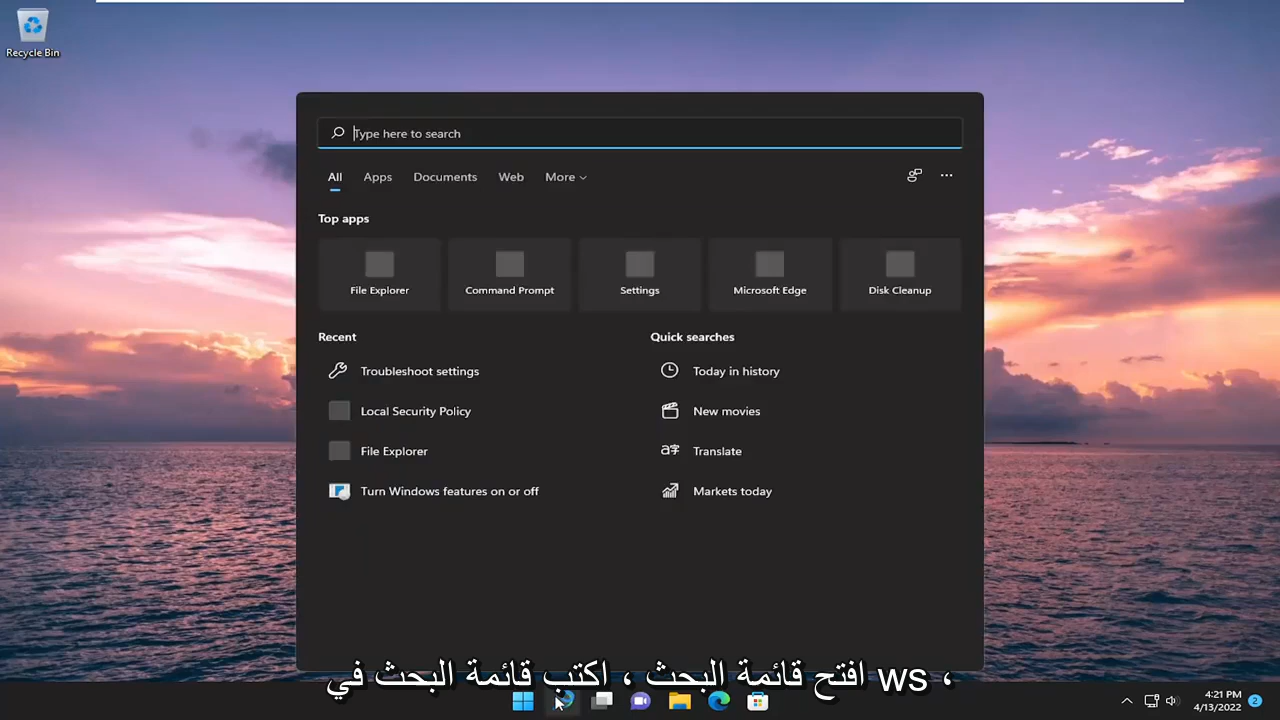 Recycle Bin
Type here to search
All Apps Documents Web More
Top apps
File Explorer Command Prompt Settings Microsoft Edge Disk Cleanup
Recent Quick searches
Troubleshoot settings Today in history
Local Security Policy New movies
File Explorer Translate
Turn Windows features on or off Markets today
افتح قائمة البحث ، اكتب قائمة البحث في ws ،
4:21 PM
4/13/2022 2